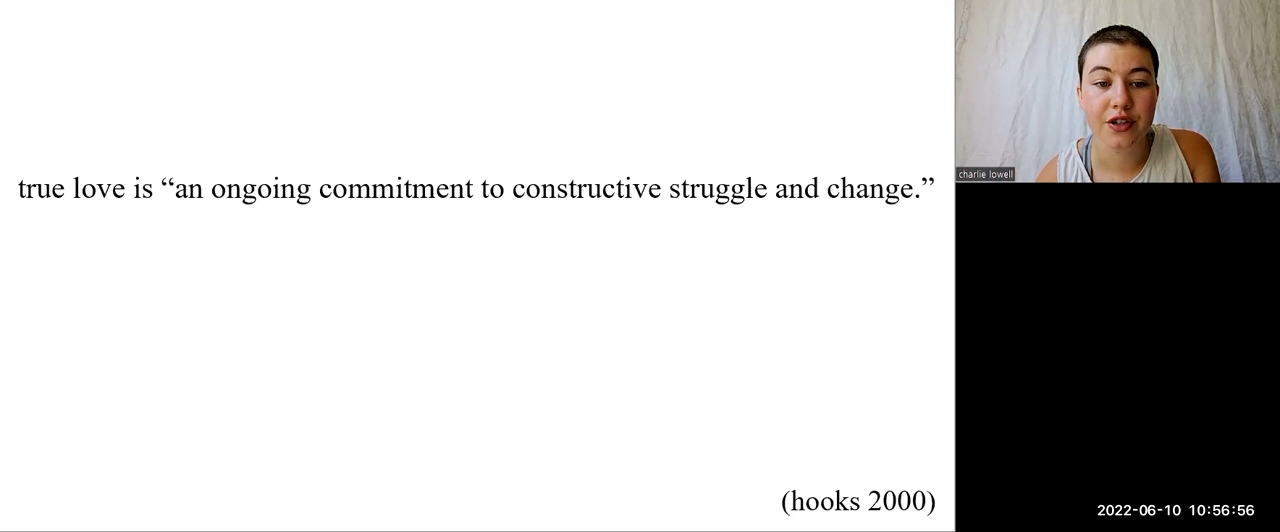 true love is “an ongoing commitment to constructive struggle and change.”
(hooks 2000)
charlie lowell
2022-06-10 10:56:56